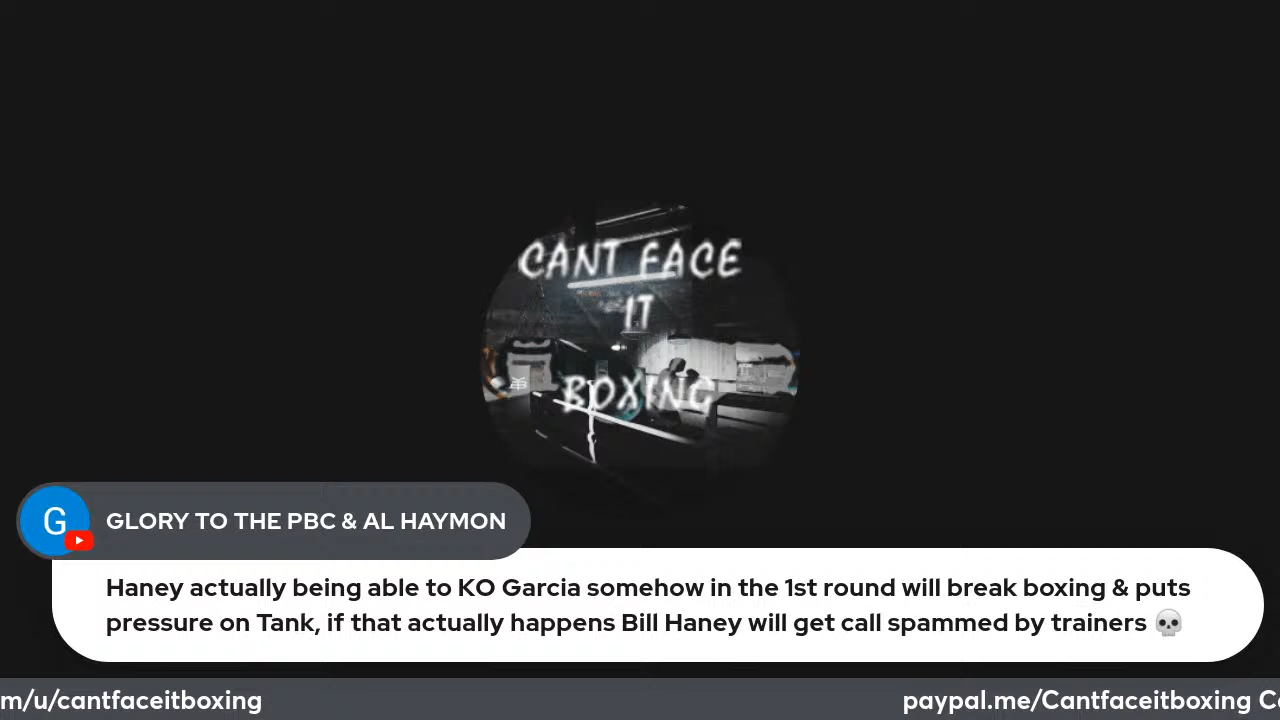 CANT FACE
IT
BOXING
G
GLORY TO THE PBC & AL HAYMON
Haney actually being able to KO Garcia somehow in the 1st round will break boxing & puts
pressure on Tank, if that actually happens Bill Haney will get call spammed by trainers 💀
m/u/cantfaceitboxing
paypal.me/Cantfaceitboxing C